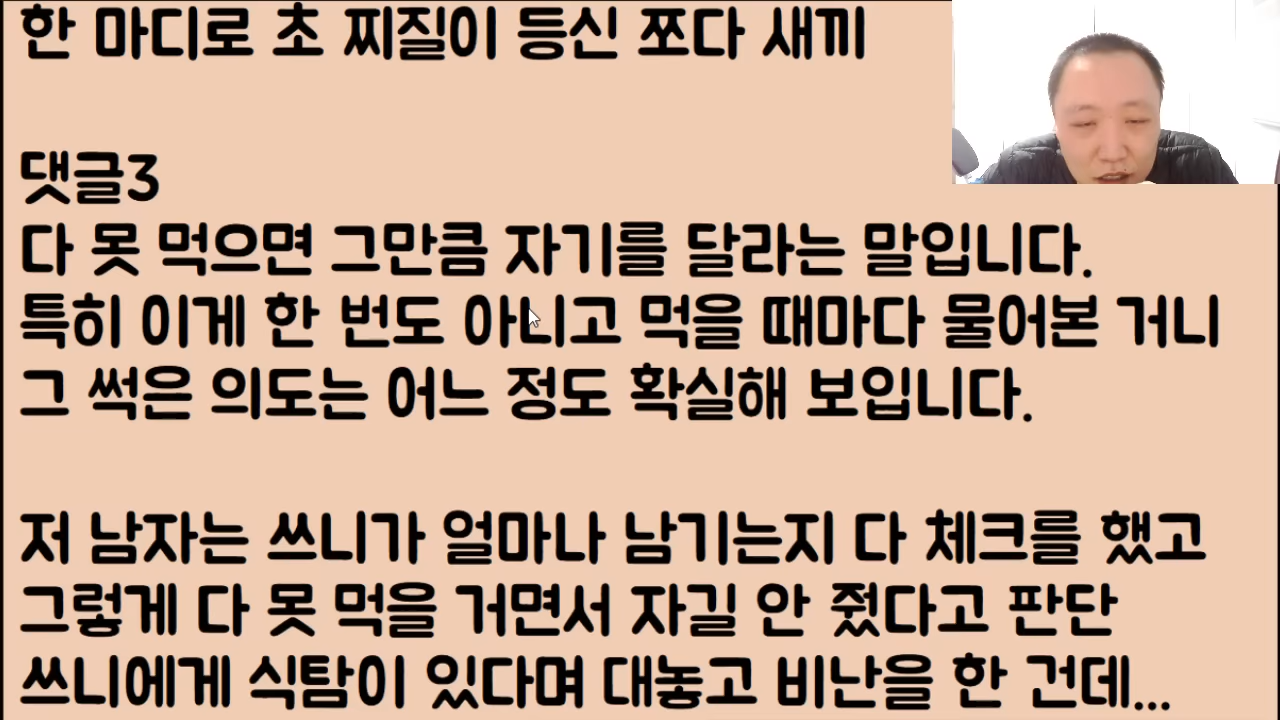 한 마디로 초 찌질이 등신 쪼다 새끼
댓글3
다 못 먹으면 그만큼 자기를 달라는 말입니다.
특히 이게 한 번도 아니고 먹을 때마다 물어본 거니
그 썩은 의도는 어느 정도 확실해 보입니다.
저 남자는 쓰니가 얼마나 남기는지 다 체크를 했고
그렇게 다 못 먹을 거면서 자길 안 줬다고 판단
쓰니에게 식탐이 있다며 대놓고 비난을 한 건데...